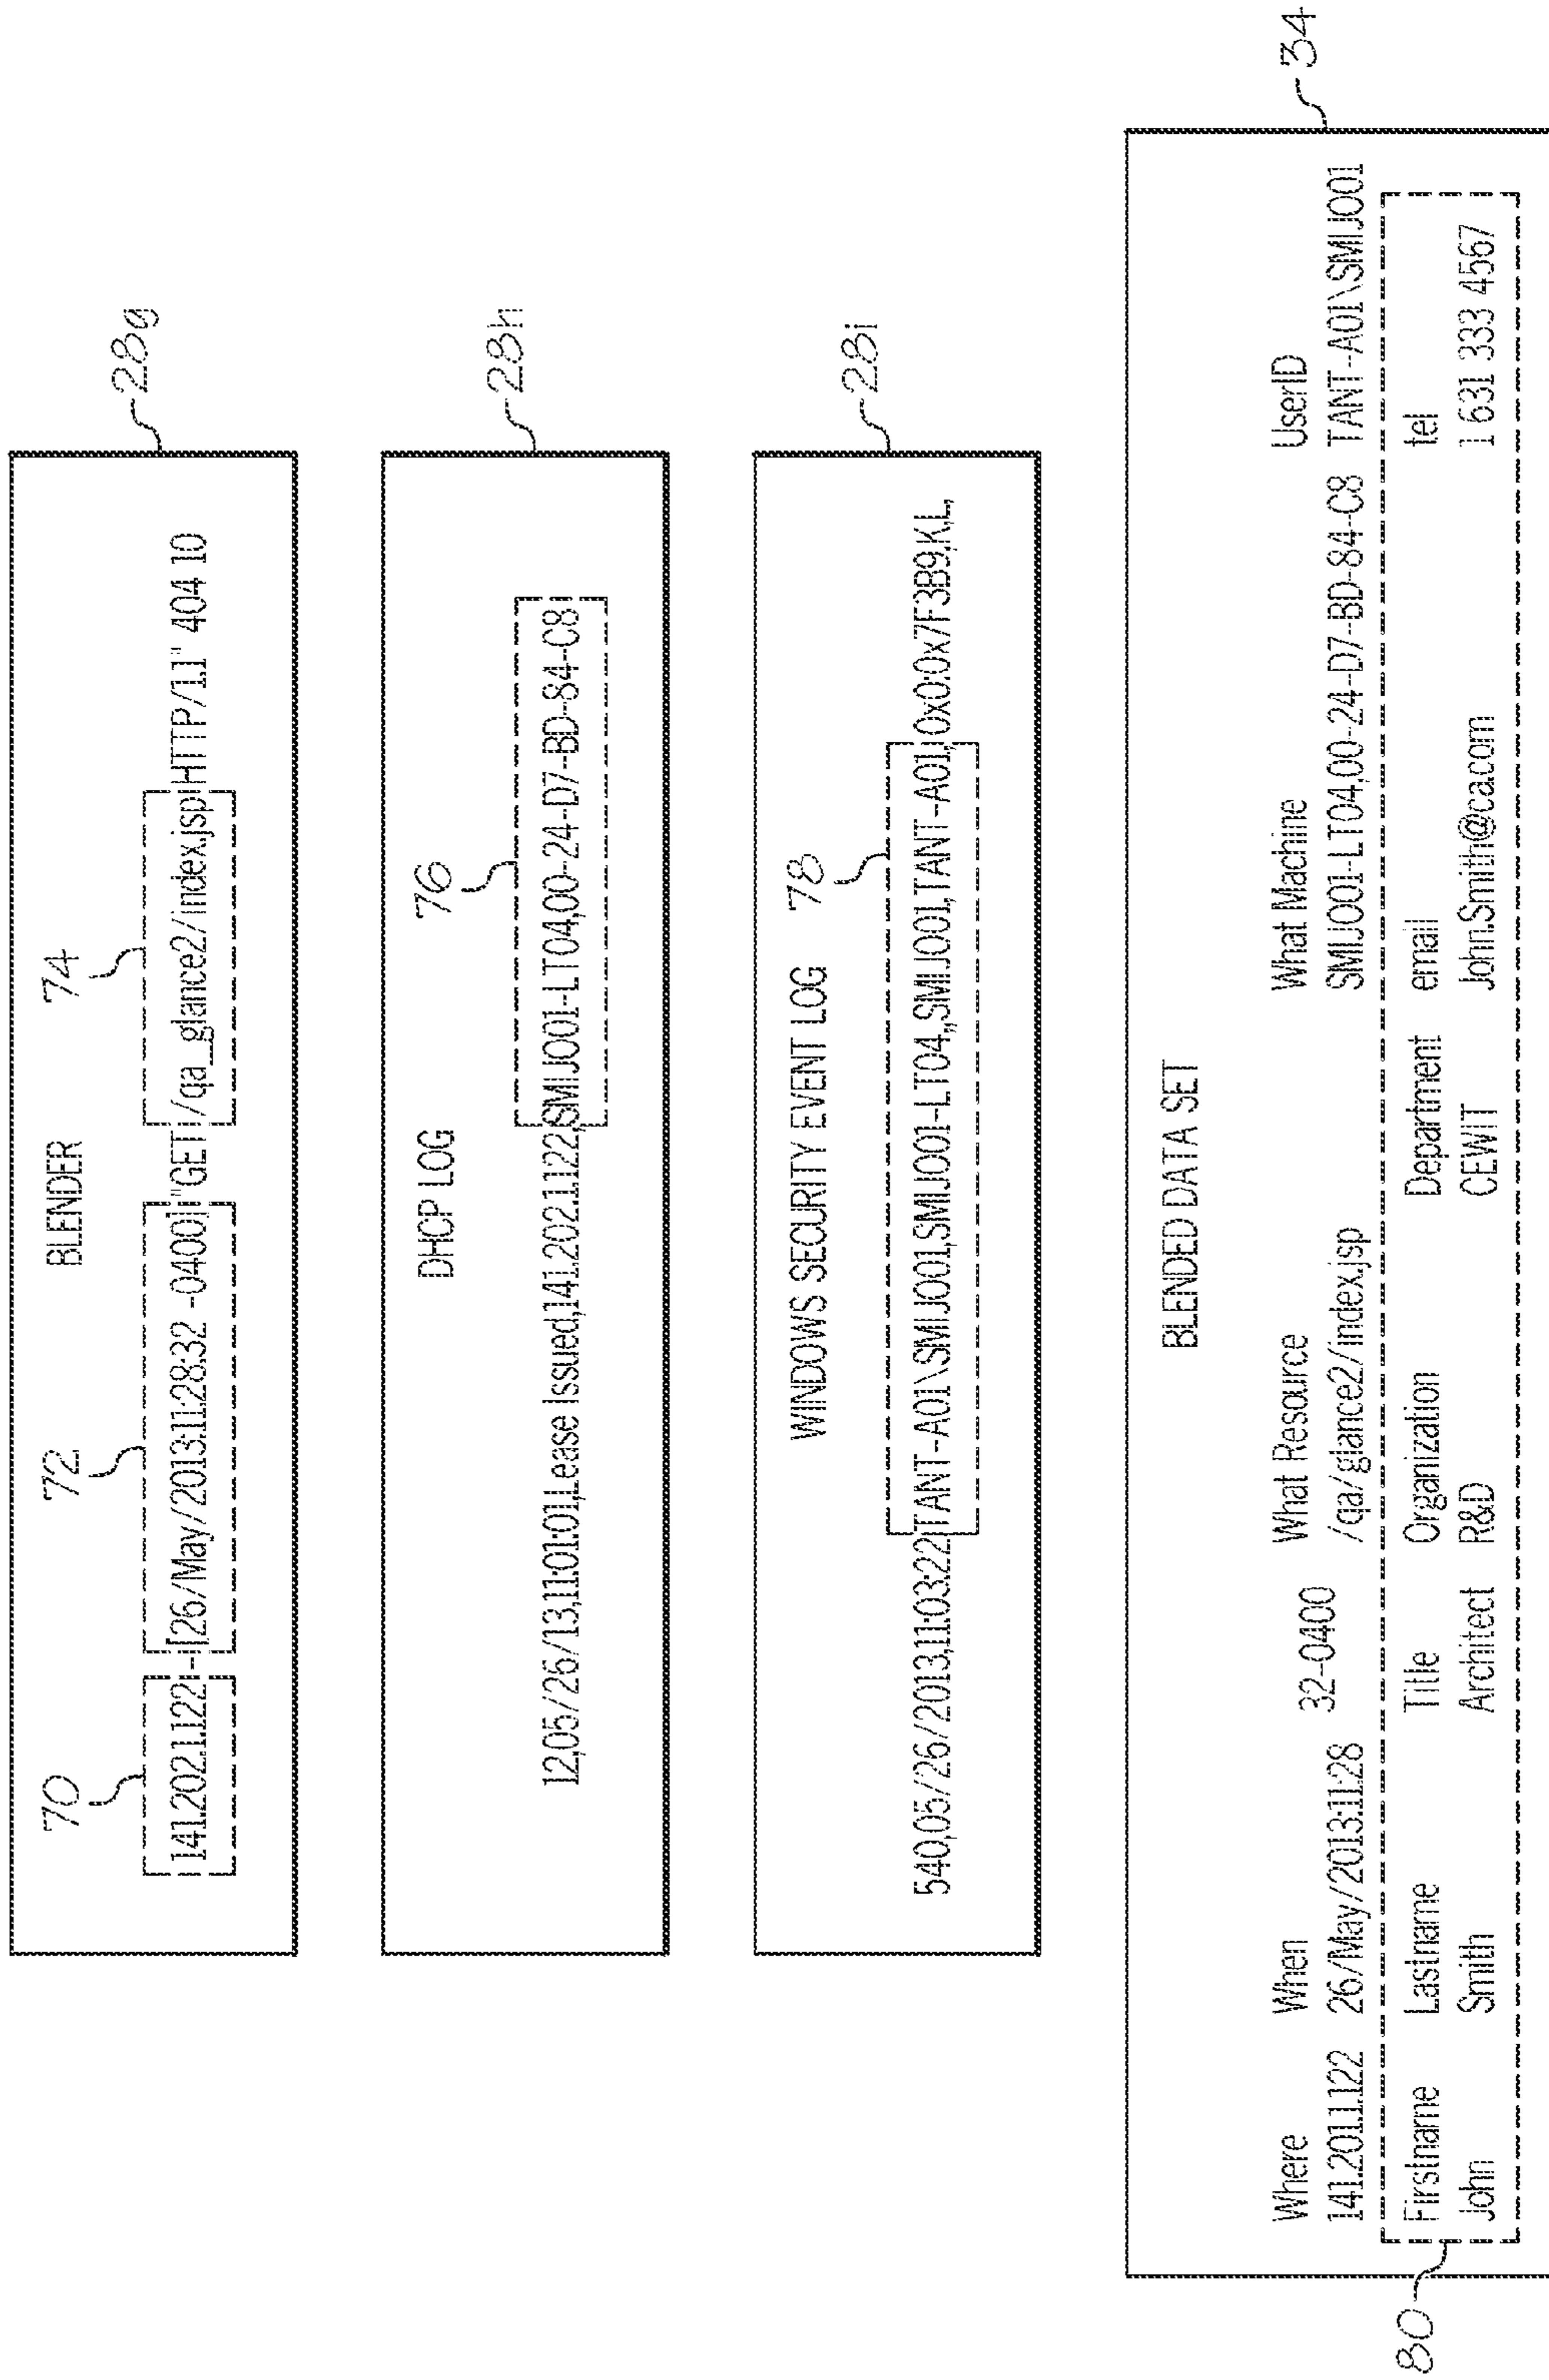 BLENDER
70
72
74
141.202.1.122 - [26/May/2013:11:28:32 -0400] "GET /qa_glance2/index.jsp HTTP/1.1" 404 10
28g
DHCP LOG
76
12,05/26/13,11:01:01,Lease Issued,141.202.1.122,SMIJO01-LT04,00-24-D7-BD-84-C8
28h
WINDOWS SECURITY EVENT LOG
78
540,05/26/2013,11:03:22,TANT-A01\SMIJO01,SMIJO01-LT04,,SMIJO01,TANT-A01,0x0:0x7F3B9,K,L,
28i
BLENDED DATA SET
34
Where When What Resource What Machine UserID
141.201.1.122 26/May/2013:11:28 32-0400 /qa/glance2/index.jsp SMIJO01-LT04,00-24-D7-BD-84-C8 TANT-A01\SMIJO01
80
Firstname Lastname Title Organization Department email tel
John Smith Architect R&D CEWIT John.Smith@ca.com 1 631 333 4567